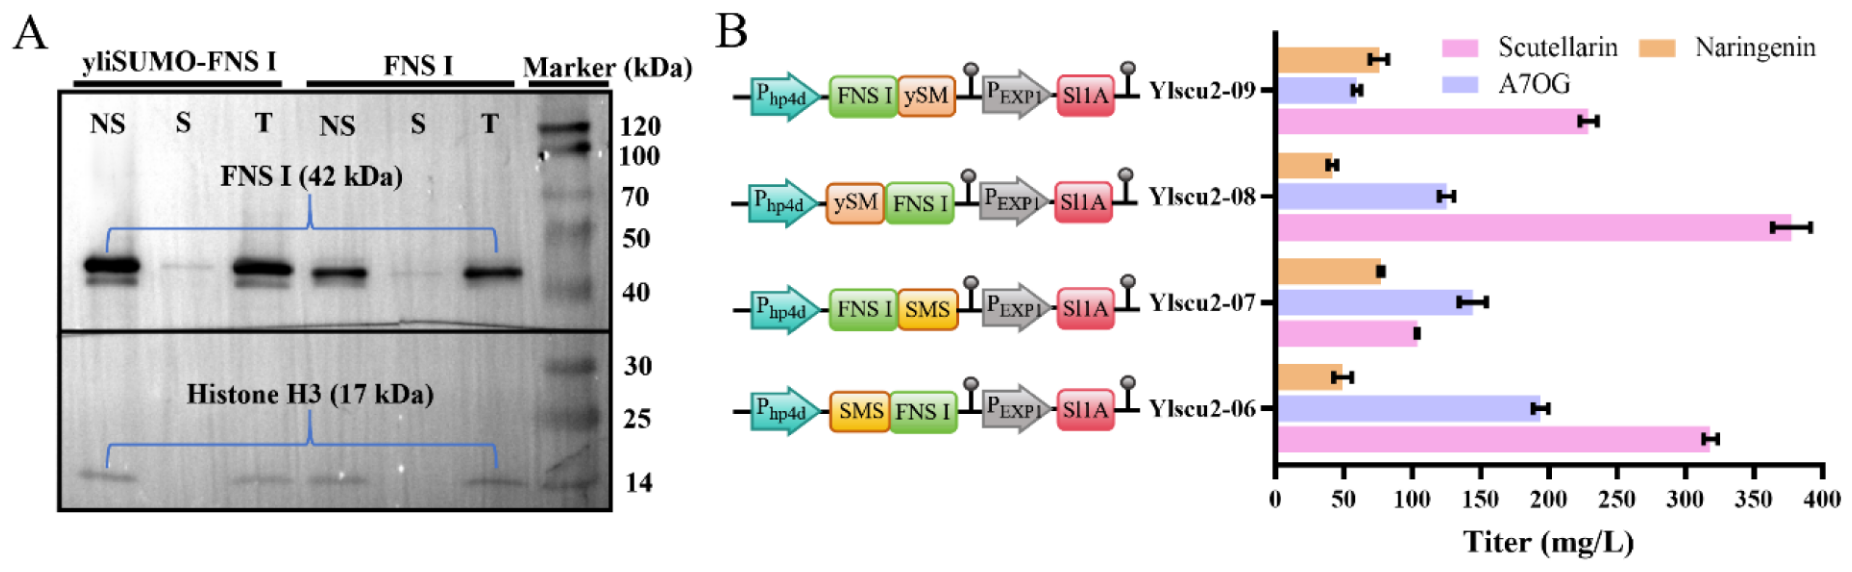 A
yliSUMO-FNS I
FNS I
Marker (kDa)
NS
S
T
NS
S
T
120
100
FNS I (42 kDa)
70
50
40
30
Histone H3 (17 kDa)
25
14
B
Scutellarin
Naringenin
A7OG
Php4d
FNS I
ySM
PEXP1
Sl1A
Ylscu2-09
Php4d
ySM
FNS I
PEXP1
Sl1A
Ylscu2-08
Php4d
FNS I
SMS
PEXP1
Sl1A
Ylscu2-07
Php4d
SMS
FNS I
PEXP1
Sl1A
Ylscu2-06
0 50 100 150 200 250 300 350 400
Titer (mg/L)